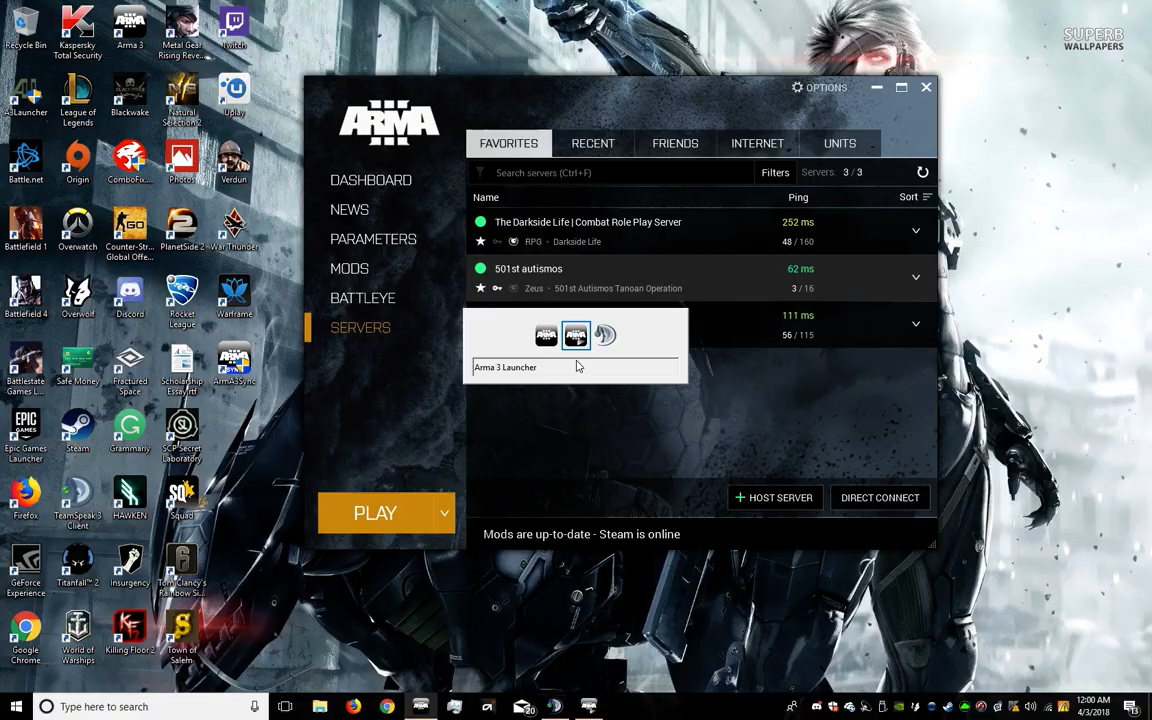 Recycle Bin
Kaspersky
Total Security
Arma 3
Metal Gear
Rising Reve...
Twitch
A3Launcher
League of
Legends
Blackwake
Natural
Selection 2
Uplay
Battle.net
Origin
ComboFix...
Photos
Verdun
Battlefield 1
Overwatch
Counter-Str...
Global Offe...
PlanetSide 2
War Thunder
Battlefield 4
Overwolf
Discord
Rocket
League
Warframe
Battlestate
Games L...
Safe Money
Fractured
Space
Scholarship
Essay.rtf
ArmA3Sync
Epic Games
Launcher
Steam
Grammarly
SCP Secret
Laboratory
Firefox
TeamSpeak 3
Client
HAWKEN
Squad
GeForce
Experience
Titanfall™ 2
Insurgency
Tom Clancy's
Rainbow Si...
Google
Chrome
World of
Warships
Killing Floor 2
Town of
Salem
SUPERB
WALLPAPERS
OPTIONS
ARMA III
FAVORITES
RECENT
FRIENDS
INTERNET
UNITS
Search servers (Ctrl+F)
Filters
Servers: 3 / 3
Name
Ping
Sort
The Darkside Life | Combat Role Play Server
252 ms
RPG • Darkside Life
48 / 160
501st autismos
62 ms
Zeus • 501st Autismos Tanoan Operation
3 / 16
111 ms
56 / 115
DASHBOARD
NEWS
PARAMETERS
MODS
BATTLEYE
SERVERS
Arma 3 Launcher
PLAY
HOST SERVER
DIRECT CONNECT
Mods are up-to-date - Steam is online
Type here to search
20
12:00 AM
4/3/2018
13